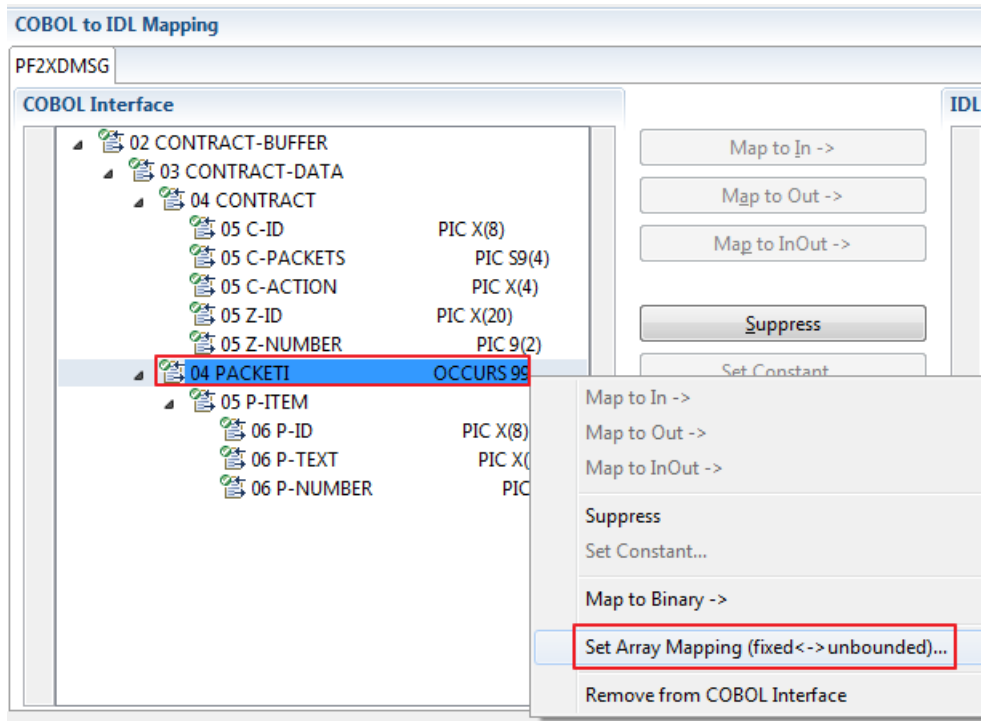 COBOL to IDL Mapping
PF2XDMSG
COBOL Interface
IDL
02 CONTRACT-BUFFER
03 CONTRACT-DATA
04 CONTRACT
05 C-ID PIC X(8)
05 C-PACKETS PIC S9(4)
05 C-ACTION PIC X(4)
05 Z-ID PIC X(20)
05 Z-NUMBER PIC 9(2)
04 PACKETI OCCURS 99
05 P-ITEM
06 P-ID PIC X(8)
06 P-TEXT PIC X(
06 P-NUMBER PIC
Map to In ->
Map to Out ->
Map to InOut ->
Suppress
Set Constant
Map to In ->
Map to Out ->
Map to InOut ->
Suppress
Set Constant...
Map to Binary ->
Set Array Mapping (fixed<->unbounded)...
Remove from COBOL Interface